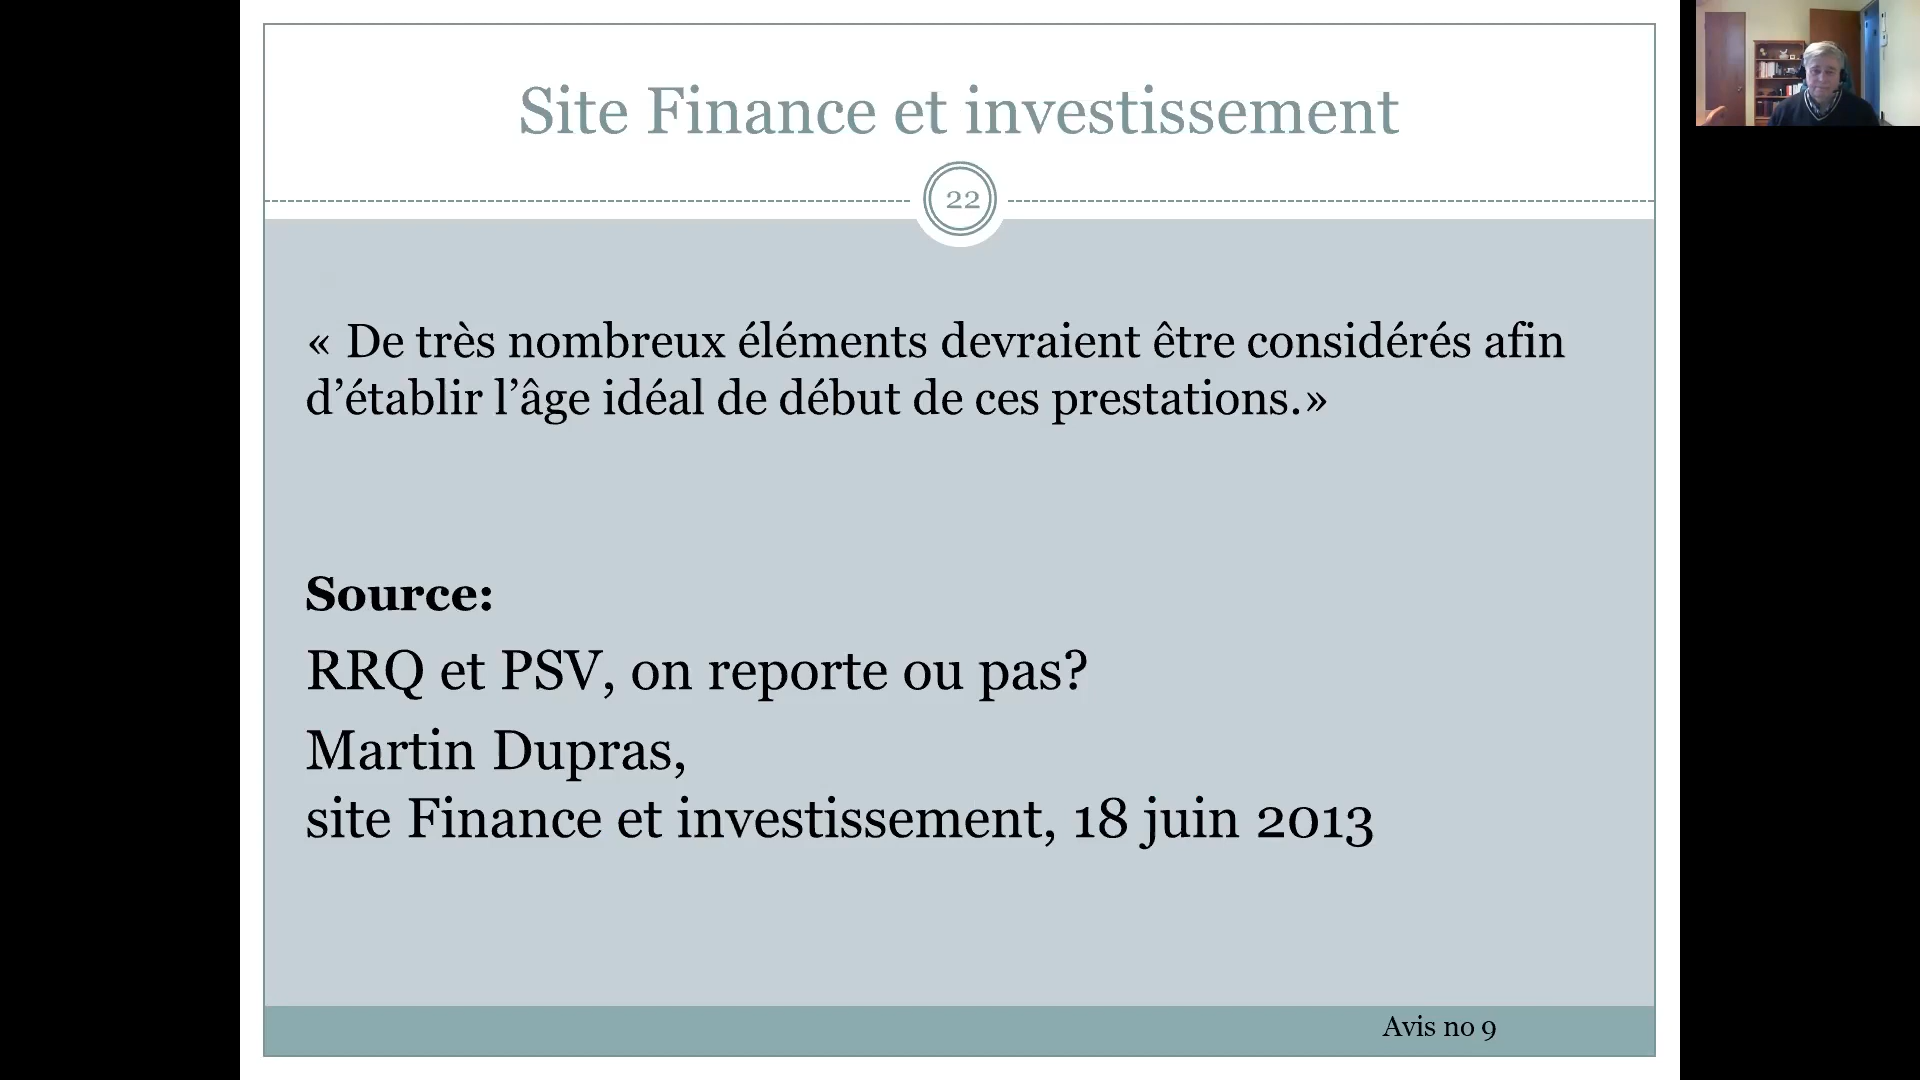 Site Finance et investissement
22
« De très nombreux éléments devraient être considérés afin
d’établir l’âge idéal de début de ces prestations.»
Source:
RRQ et PSV, on reporte ou pas?
Martin Dupras,
site Finance et investissement, 18 juin 2013
Avis no 9